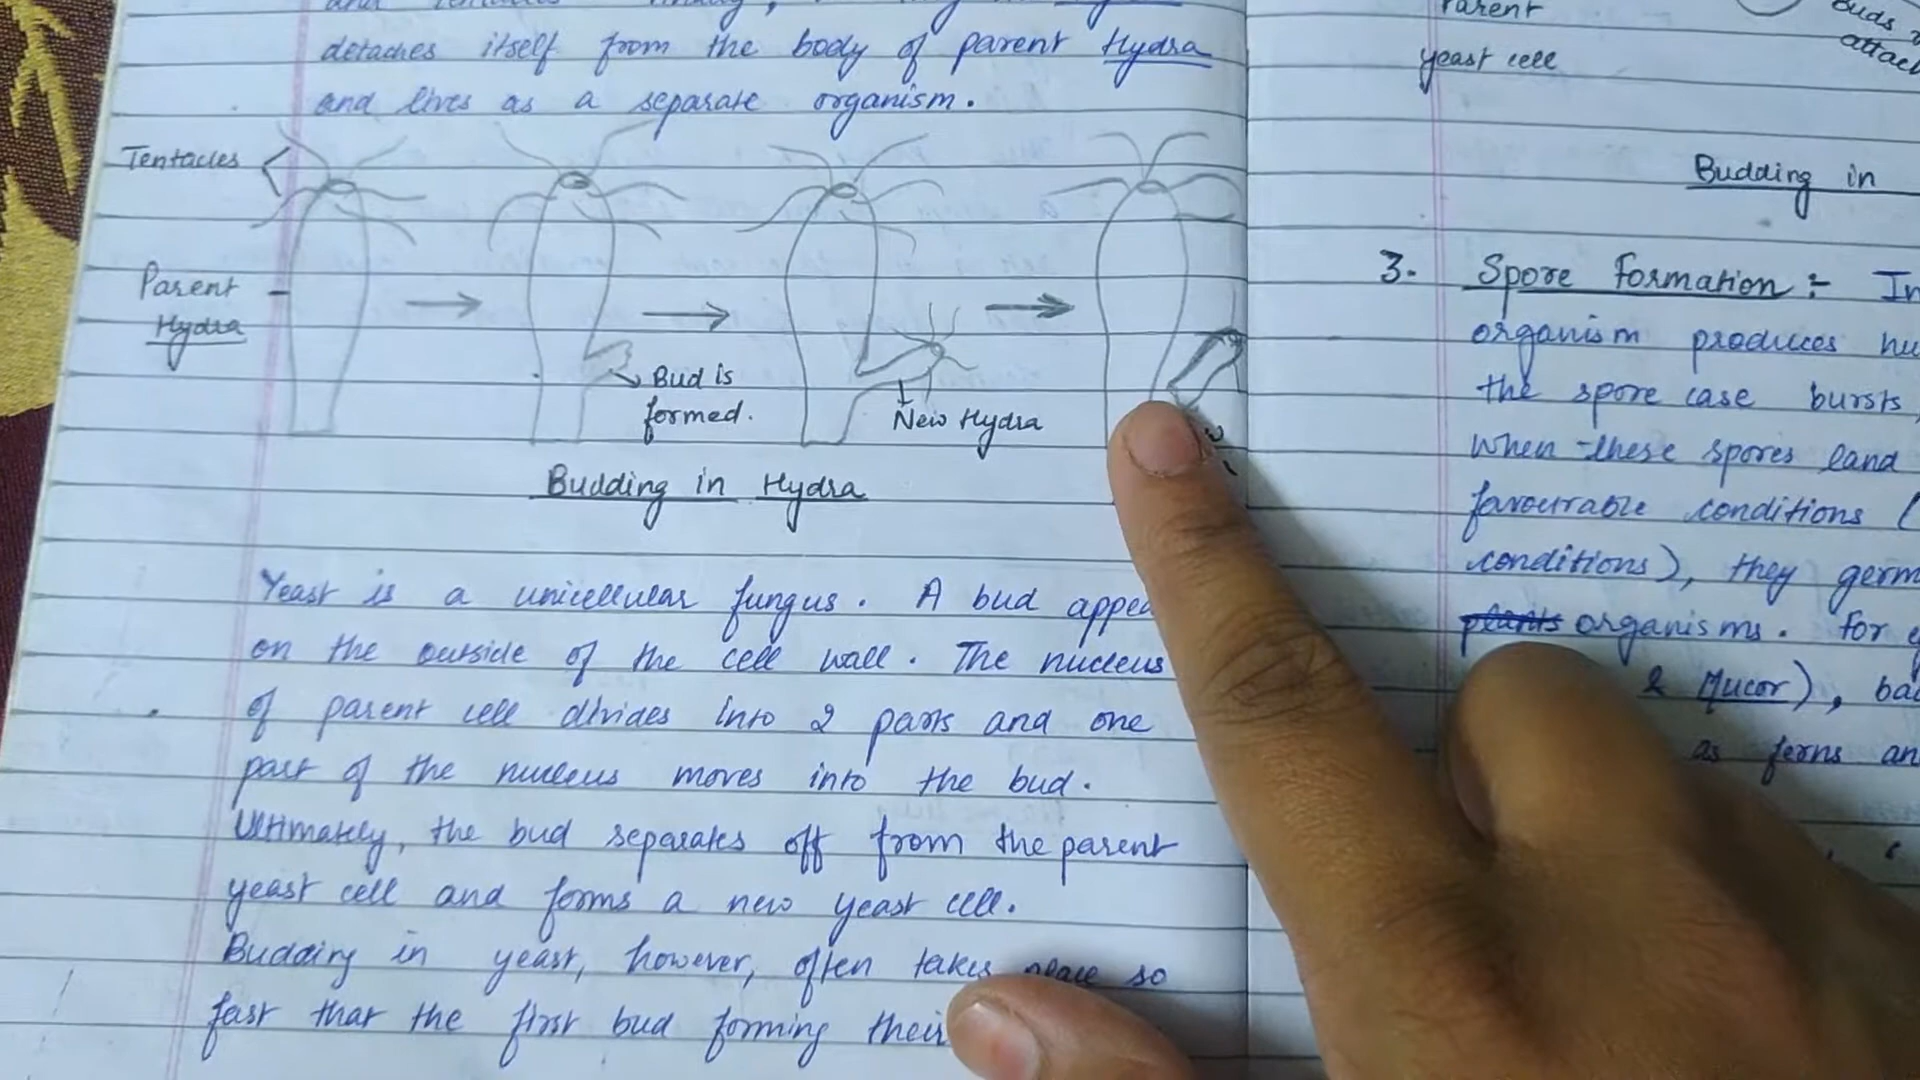 and tentacles
detaches itself from the body of parent Hydra
and lives as a separate organism.
Tentacles
Parent
Hydra
Bud is
formed.
New Hydra
Budding in Hydra
Yeast is a unicellular fungus. A bud appea
on the outside of the cell wall. The nucleus
of parent cell divides into 2 parts and one
part of the nucleus moves into the bud.
Ultimately, the bud separates off from the parent
yeast cell and forms a new yeast cell.
Budding in yeast, however, often takes place so
fast that the first bud forming their
Parent
yeast cell
buds
attach
Budding in
3. Spore Formation :- In
organism produces
the spore case bursts,
When these spores land
favourable conditions (
conditions), they germ
plants organisms. For
& Mucor), ba
as ferns an